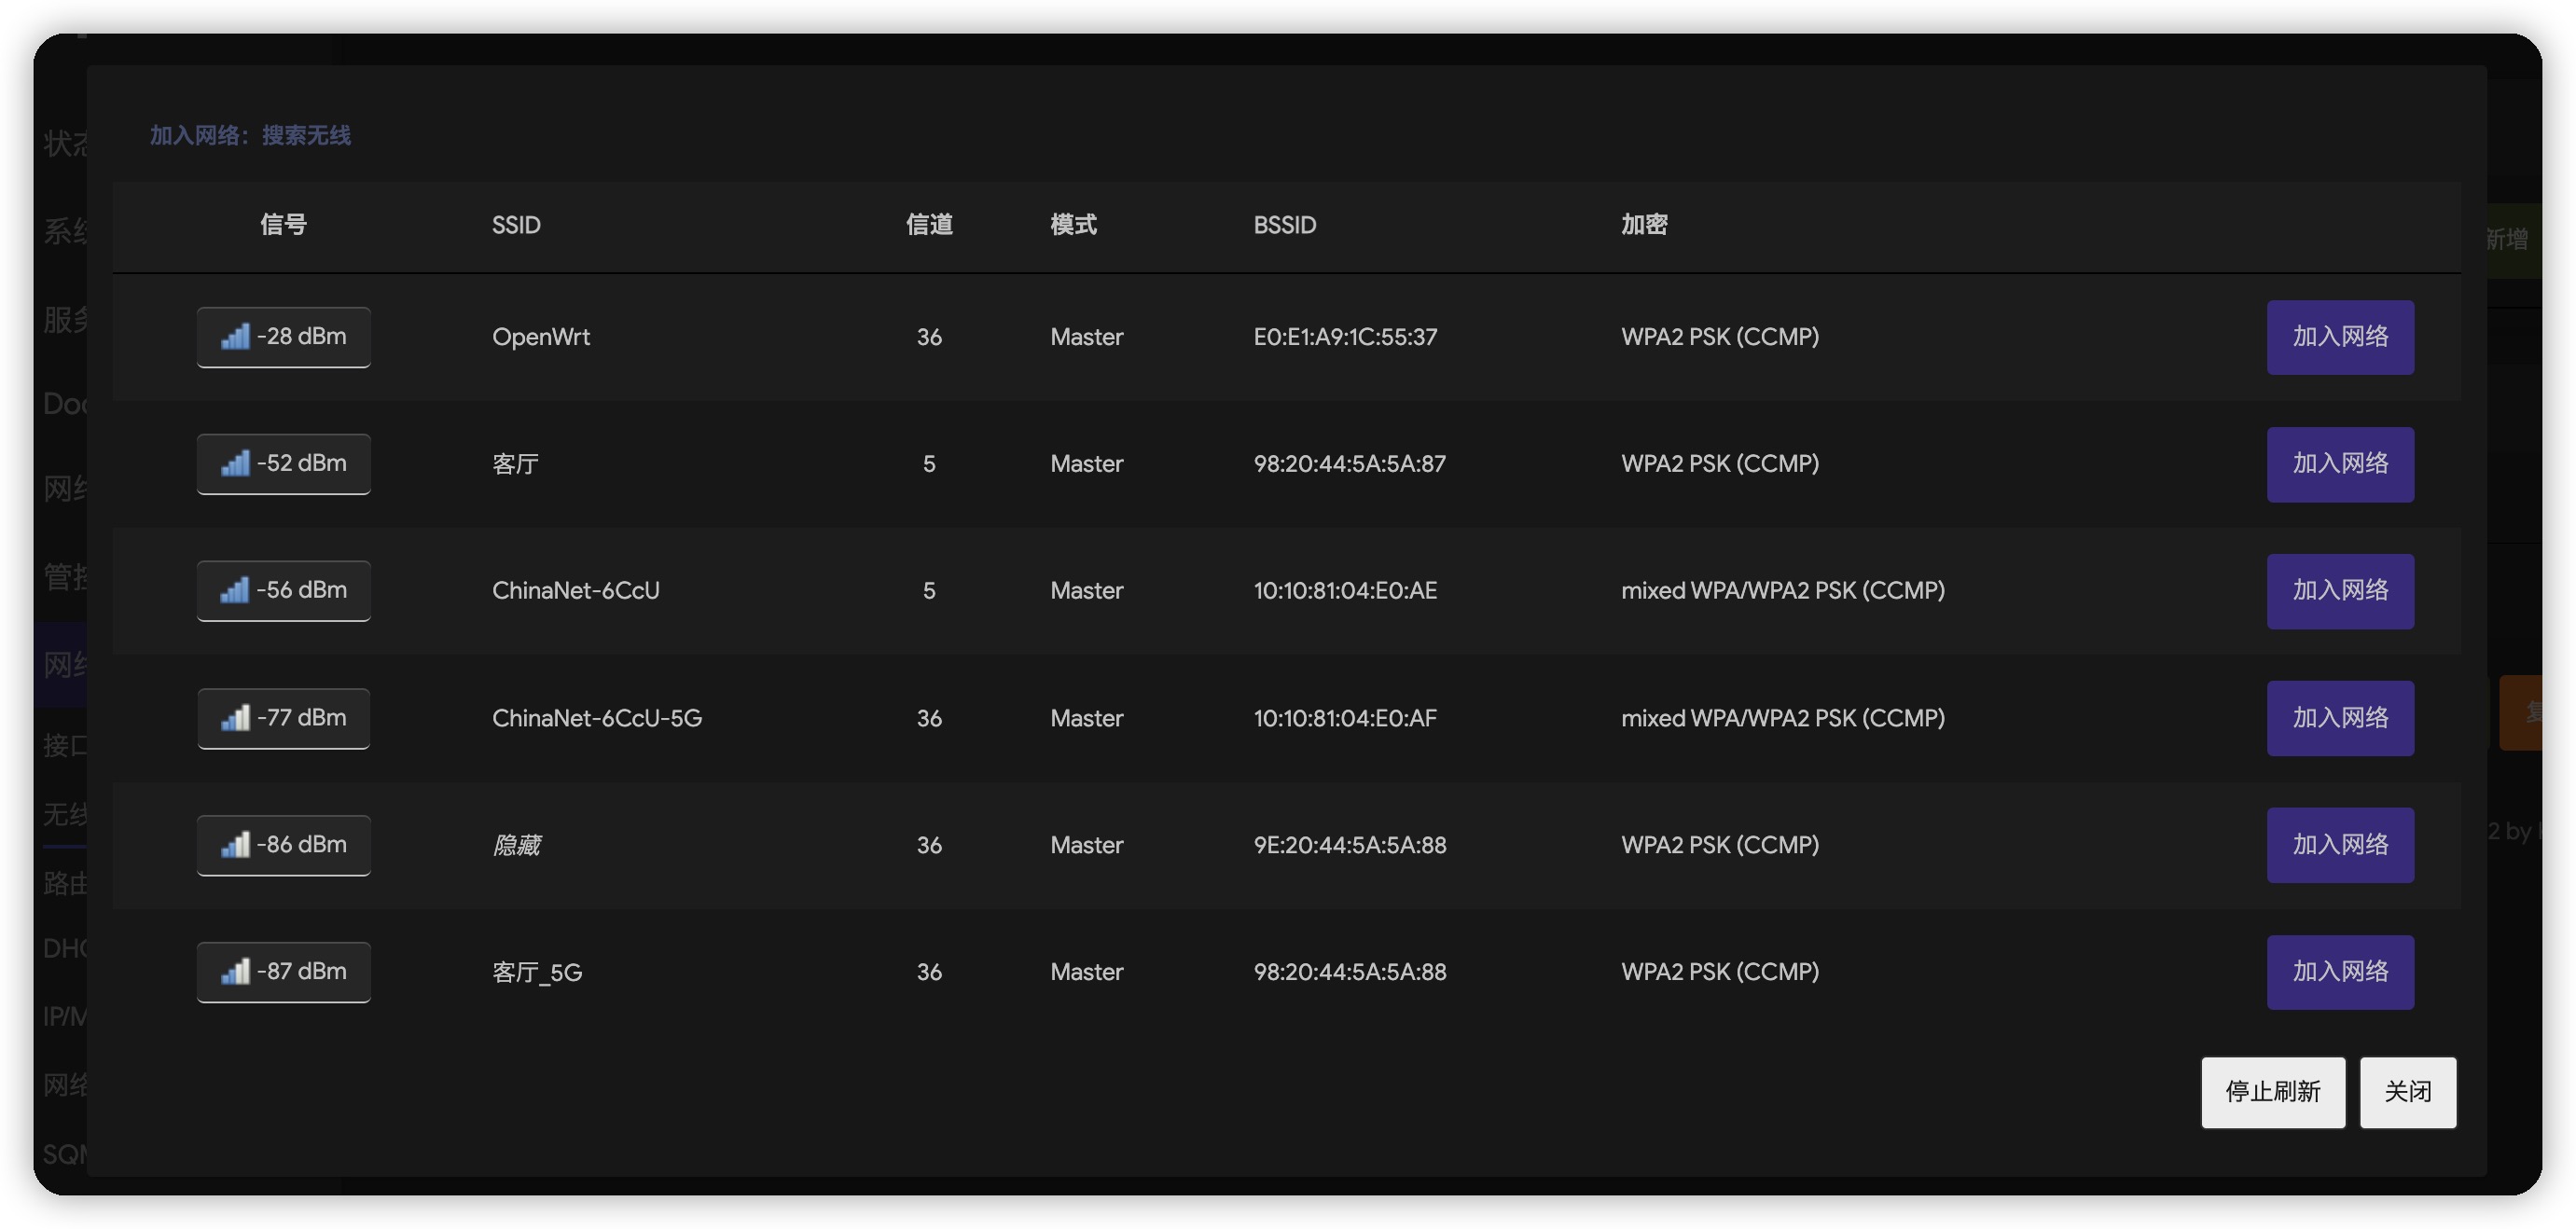 加入网络：搜索无线
信号 SSID 信道 模式 BSSID 加密
-28 dBm OpenWrt 36 Master E0:E1:A9:1C:55:37 WPA2 PSK (CCMP) 加入网络
-52 dBm 客厅 5 Master 98:20:44:5A:5A:87 WPA2 PSK (CCMP) 加入网络
-56 dBm ChinaNet-6CcU 5 Master 10:10:81:04:E0:AE mixed WPA/WPA2 PSK (CCMP) 加入网络
-77 dBm ChinaNet-6CcU-5G 36 Master 10:10:81:04:E0:AF mixed WPA/WPA2 PSK (CCMP) 加入网络
-86 dBm 隐藏 36 Master 9E:20:44:5A:5A:88 WPA2 PSK (CCMP) 加入网络
-87 dBm 客厅_5G 36 Master 98:20:44:5A:5A:88 WPA2 PSK (CCMP) 加入网络
停止刷新 关闭
新增
2 by